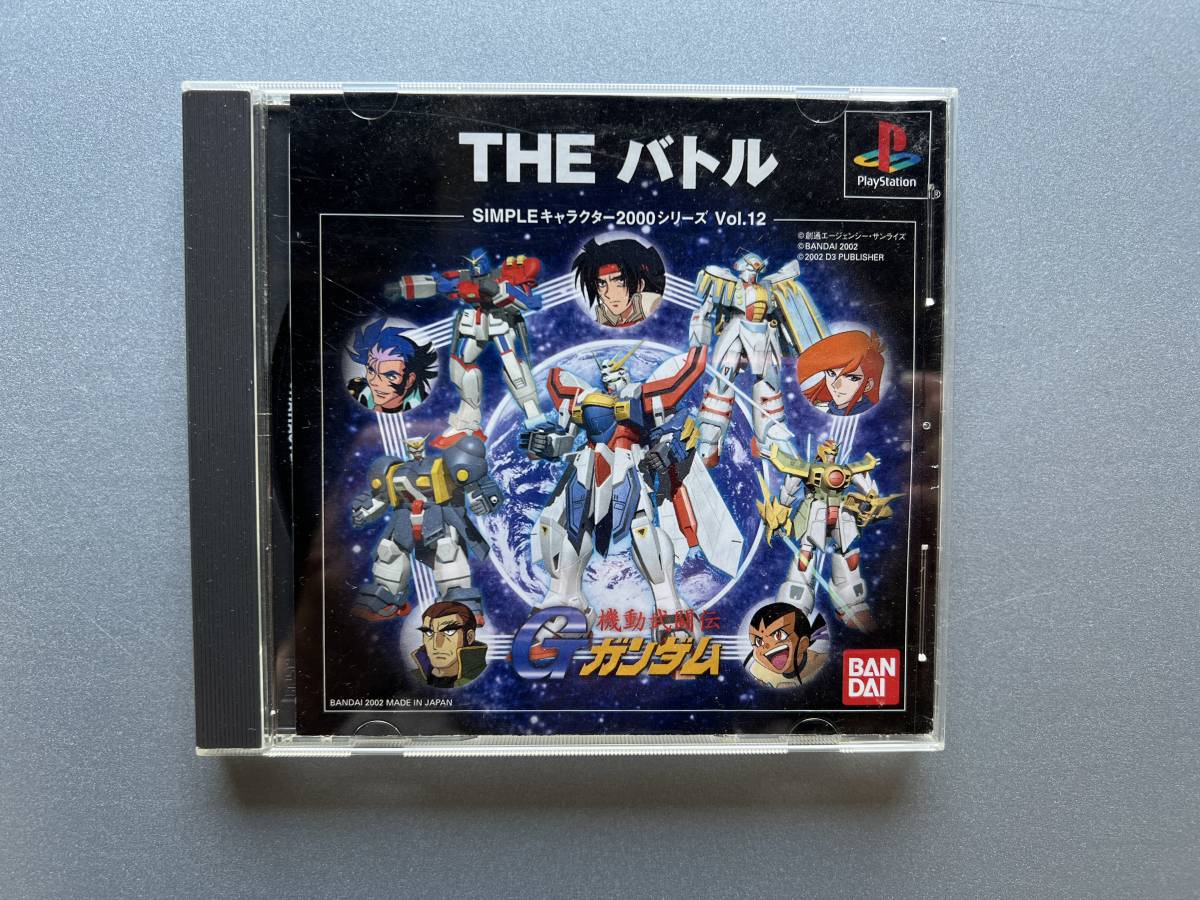 THE バトル
PlayStation
®
SIMPLEキャラクター2000シリーズ Vol.12
©創通エージェンシー・サンライズ
©BANDAI 2002
©2002 D3 PUBLISHER
機動武闘伝
Gガンダム
BAN
DAI
BANDAI 2002 MADE IN JAPAN